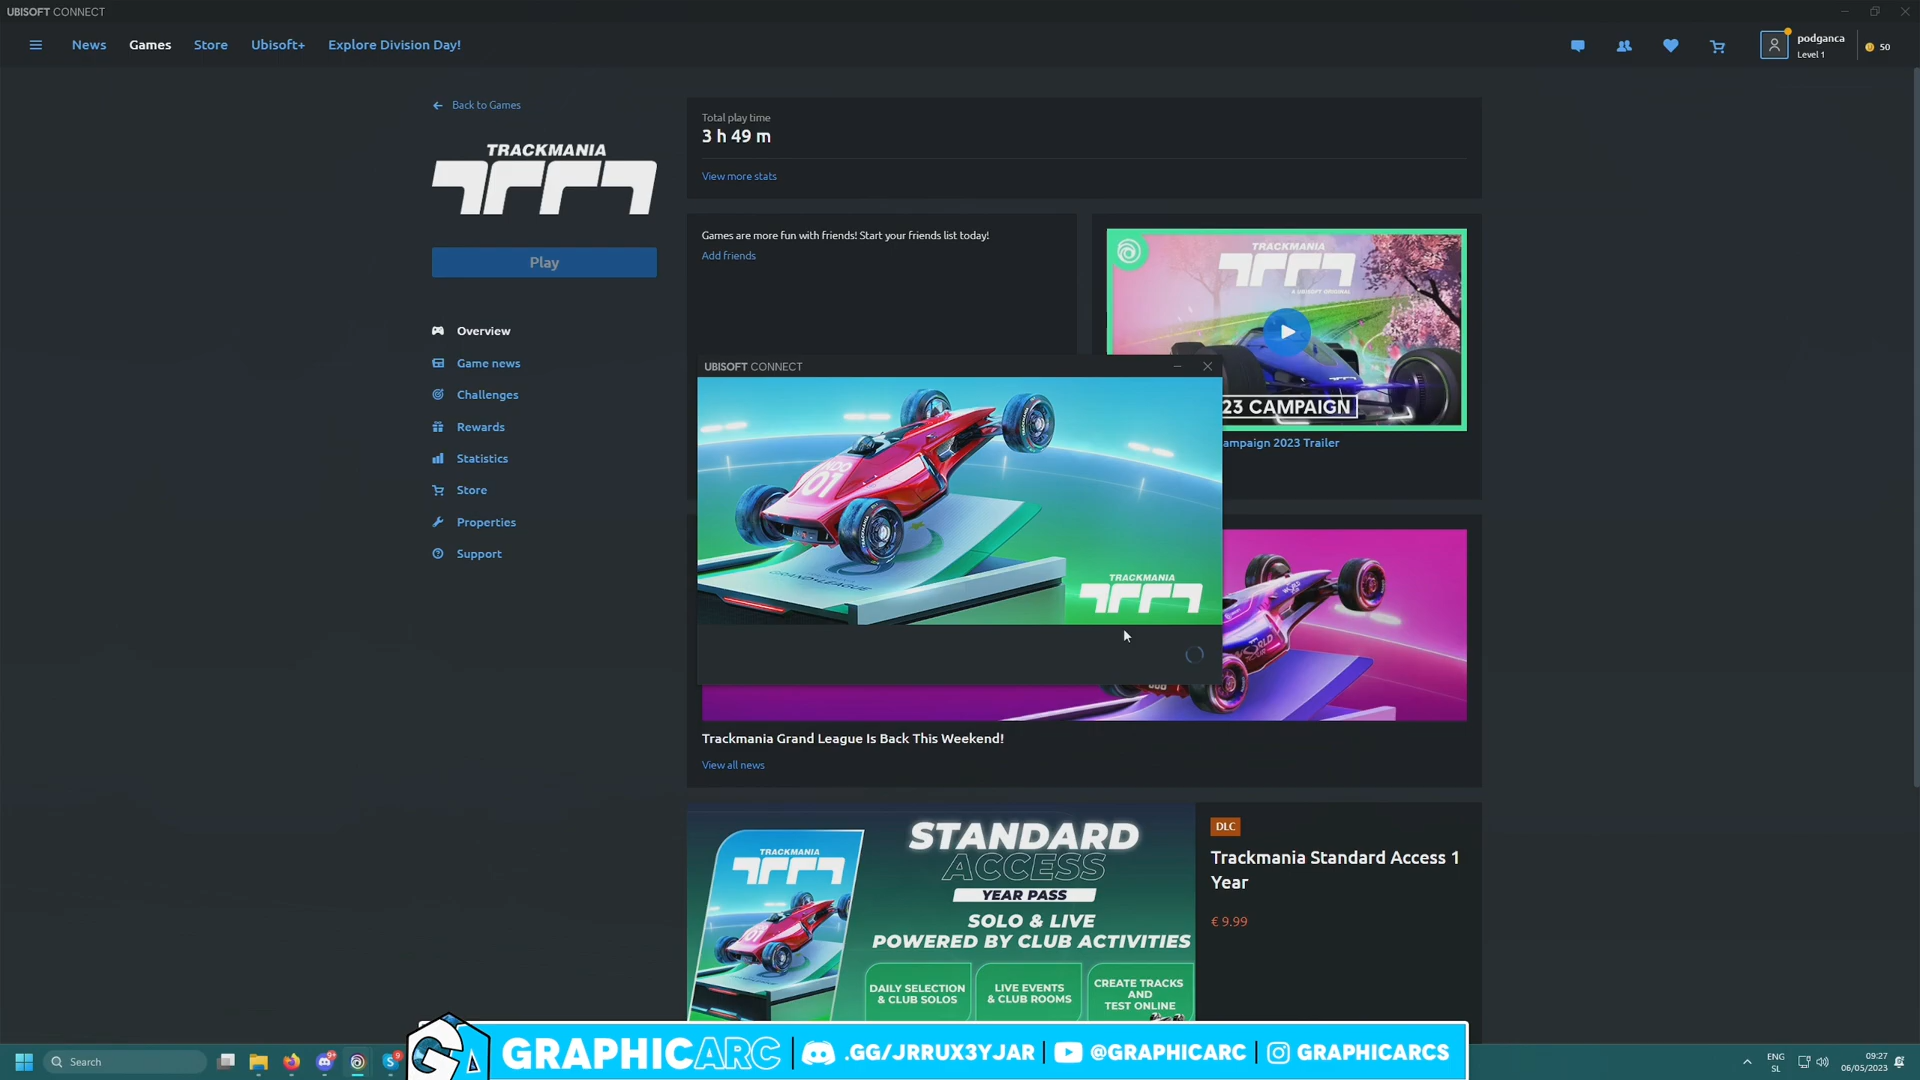 UBISOFT CONNECT
News
Games
Store
Ubisoft+
Explore Division Day!
podganca
Level 1
50
Back to Games
TRACKMANIA
Play
Overview
Game news
Challenges
Rewards
Statistics
Store
Properties
Support
Total play time
3 h 49 m
View more stats
Games are more fun with friends! Start your friends list today!
Add friends
TRACKMANIA
A UBISOFT ORIGINAL
23 CAMPAIGN
ampaign 2023 Trailer
UBISOFT CONNECT
01
TRACKMANIA
Trackmania Grand League Is Back This Weekend!
View all news
TRACKMANIA
STANDARD
ACCESS
YEAR PASS
SOLO & LIVE
POWERED BY CLUB ACTIVITIES
DAILY SELECTION
& CLUB SOLOS
LIVE EVENTS
& CLUB ROOMS
CREATE TRACKS
AND
TEST ONLINE
DLC
Trackmania Standard Access 1
Year
€ 9.99
Search
GRAPHICARC
.GG/JRRUX3YJAR
@GRAPHICARC
GRAPHICARCS
ENG
SL
09:27
06/05/2023